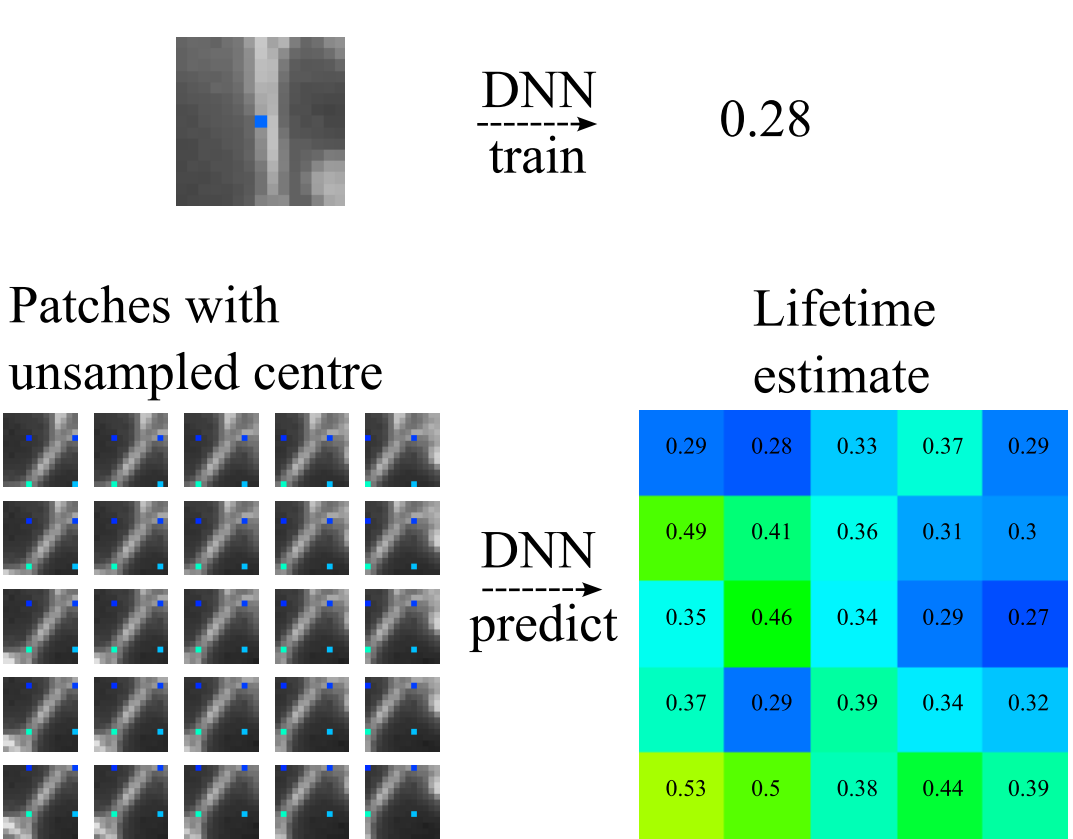 DNN
train
0.28
Patches with
unsampled centre
Lifetime
estimate
DNN
predict
0.29 0.28 0.33 0.37 0.29
0.49 0.41 0.36 0.31 0.3
0.35 0.46 0.34 0.29 0.27
0.37 0.29 0.39 0.34 0.32
0.53 0.5 0.38 0.44 0.39